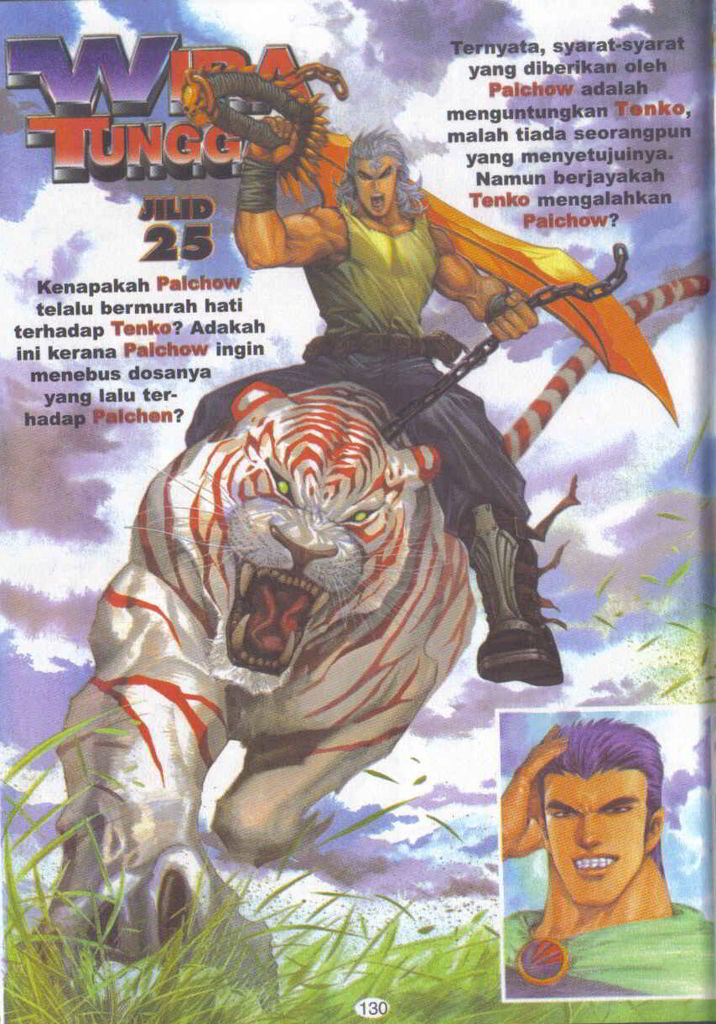 WIRA
TUNGG
JILID
25
Ternyata, syarat-syarat
yang diberikan oleh
Paichow adalah
menguntungkan Tenko,
malah tiada seorangpun
yang menyetujuinya.
Namun berjayakah
Tenko mengalahkan
Paichow?
Kenapakah Paichow
telalu bermurah hati
terhadap Tenko? Adakah
ini kerana Paichow ingin
menebus dosanya
yang lalu ter-
hadap Paichen?
130